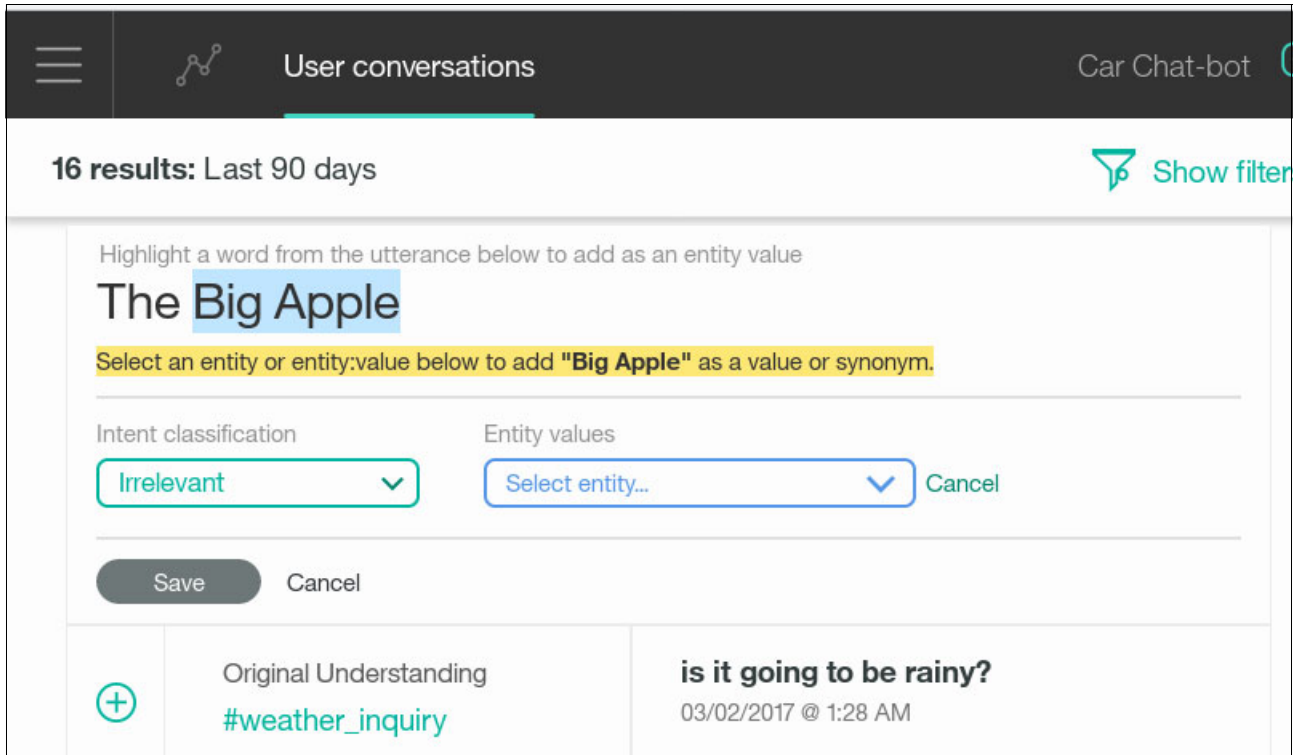 User conversations
Car Chat-bot
16 results: Last 90 days
Show filter
Highlight a word from the utterance below to add as an entity value
The Big Apple
Select an entity or entity:value below to add "Big Apple" as a value or synonym.
Intent classification
Entity values
Irrelevant
Select entity...
Cancel
Save
Cancel
Original Understanding
#weather_inquiry
is it going to be rainy?
03/02/2017 @ 1:28 AM